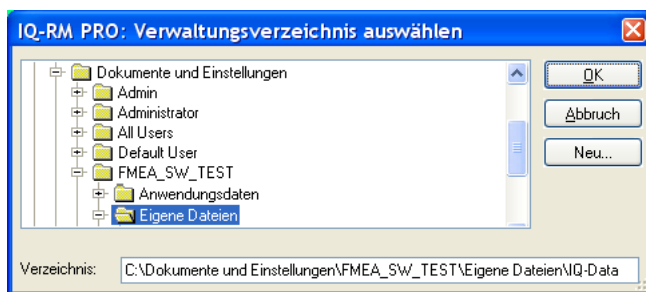 IQ-RM PRO: Verwaltungsverzeichnis auswählen
Dokumente und Einstellungen
Admin
Administrator
All Users
Default User
FMEA_SW_TEST
Anwendungsdaten
Eigene Dateien
OK
Abbruch
Neu...
Verzeichnis: C:\Dokumente und Einstellungen\FMEA_SW_TEST\Eigene Dateien\IQ-Data